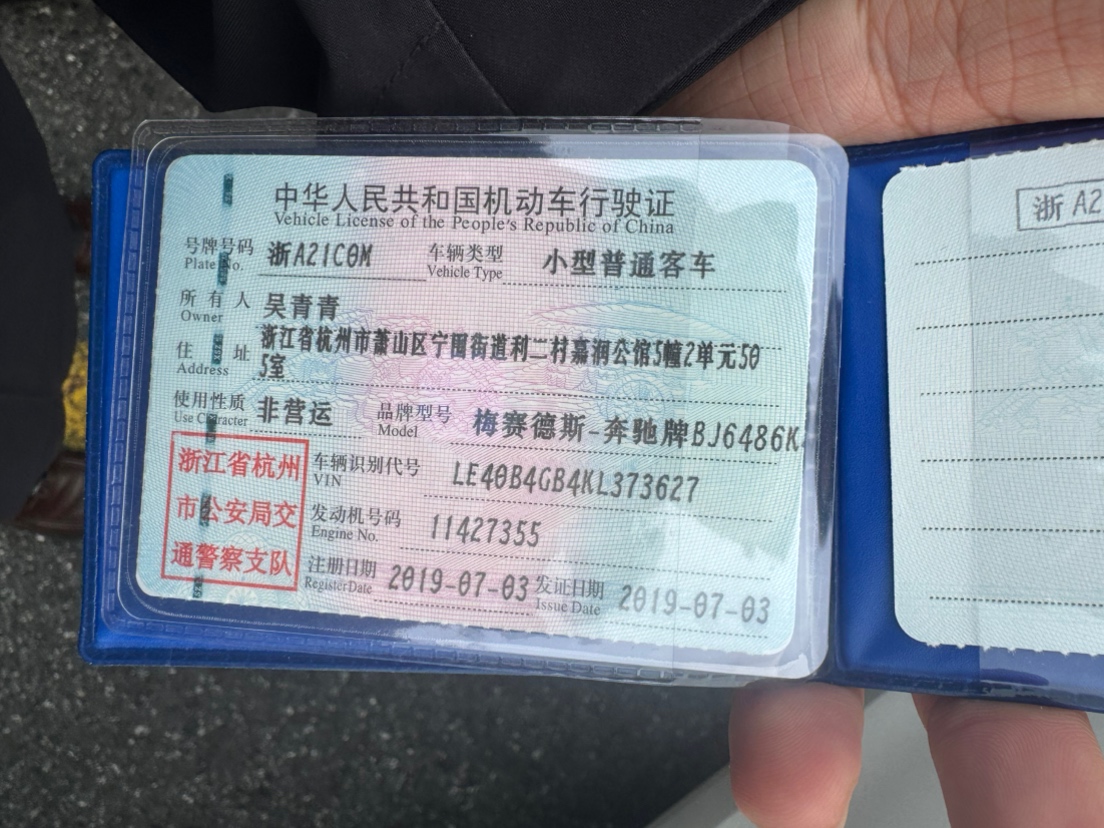 中华人民共和国机动车行驶证
Vehicle License of the People's Republic of China
号牌号码 浙A21C0M 车辆类型 小型普通客车
Plate No. Vehicle Type
所有人 吴青青
Owner
浙江省杭州市萧山区宁围街道利二村嘉润公馆5幢2单元50
住址 5室
Address
使用性质 非营运 品牌型号 梅赛德斯-奔驰牌BJ6486K
Use Character Model
浙江省杭州
市公安局交
通警察支队
车辆识别代号 LE40B4GB4KL373627
VIN
发动机号码 11427355
Engine No.
注册日期 2019-07-03 发证日期 2019-07-03
Register Date Issue Date
浙A2